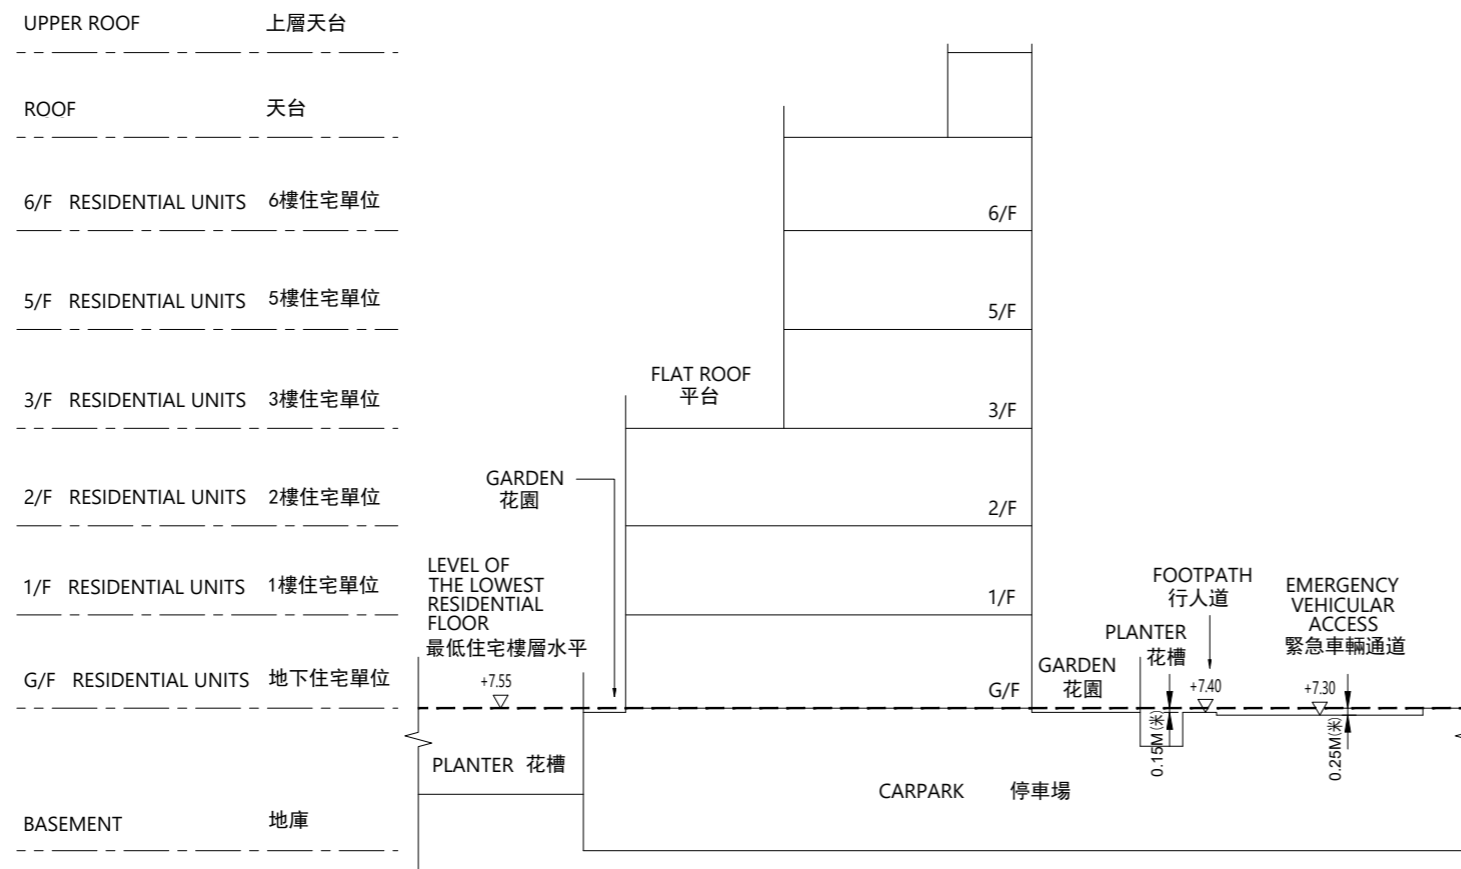 UPPER ROOF 上層天台
ROOF 天台
6/F RESIDENTIAL UNITS 6樓住宅單位
6/F
5/F RESIDENTIAL UNITS 5樓住宅單位
5/F
FLAT ROOF
平台
3/F RESIDENTIAL UNITS 3樓住宅單位
3/F
GARDEN
花園
2/F RESIDENTIAL UNITS 2樓住宅單位
2/F
LEVEL OF
THE LOWEST
RESIDENTIAL
FLOOR
最低住宅樓層水平
+7.55
1/F RESIDENTIAL UNITS 1樓住宅單位
1/F
FOOTPATH
行人道
EMERGENCY
VEHICULAR
ACCESS
緊急車輛通道
PLANTER
花槽
GARDEN
花園
G/F RESIDENTIAL UNITS 地下住宅單位
G/F
+7.40
+7.30
0.15M(米)
0.25M(米)
PLANTER 花槽
CARPARK 停車場
BASEMENT 地庫